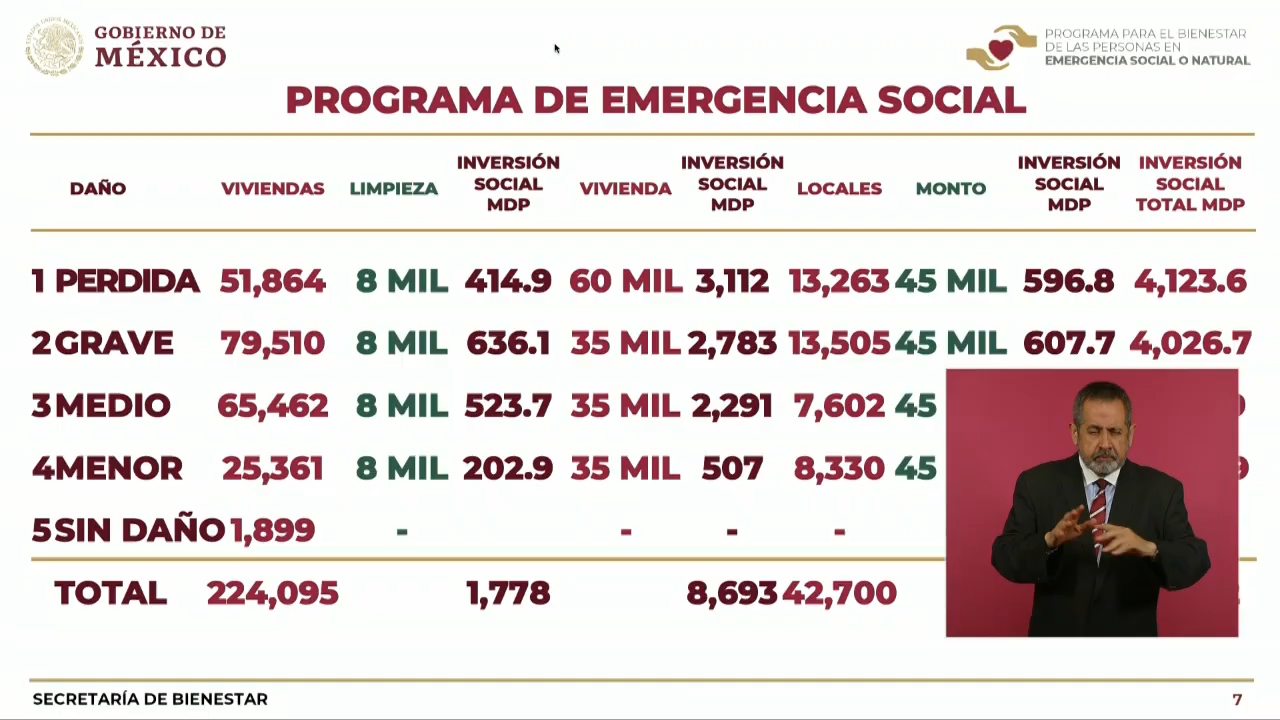 GOBIERNO DE
MÉXICO
PROGRAMA PARA EL BIENESTAR
DE LAS PERSONAS EN
EMERGENCIA SOCIAL O NATURAL
PROGRAMA DE EMERGENCIA SOCIAL
DAÑO VIVIENDAS LIMPIEZA INVERSIÓN SOCIAL MDP VIVIENDA INVERSIÓN SOCIAL MDP LOCALES MONTO INVERSIÓN SOCIAL MDP INVERSIÓN SOCIAL TOTAL MDP
1 PERDIDA 51,864 8 MIL 414.9 60 MIL 3,112 13,263 45 MIL 596.8 4,123.6
2 GRAVE 79,510 8 MIL 636.1 35 MIL 2,783 13,505 45 MIL 607.7 4,026.7
3 MEDIO 65,462 8 MIL 523.7 35 MIL 2,291 7,602 45
4 MENOR 25,361 8 MIL 202.9 35 MIL 507 8,330 45
5 SIN DAÑO 1,899 - - - -
TOTAL 224,095 1,778 8,693 42,700
SECRETARÍA DE BIENESTAR
7